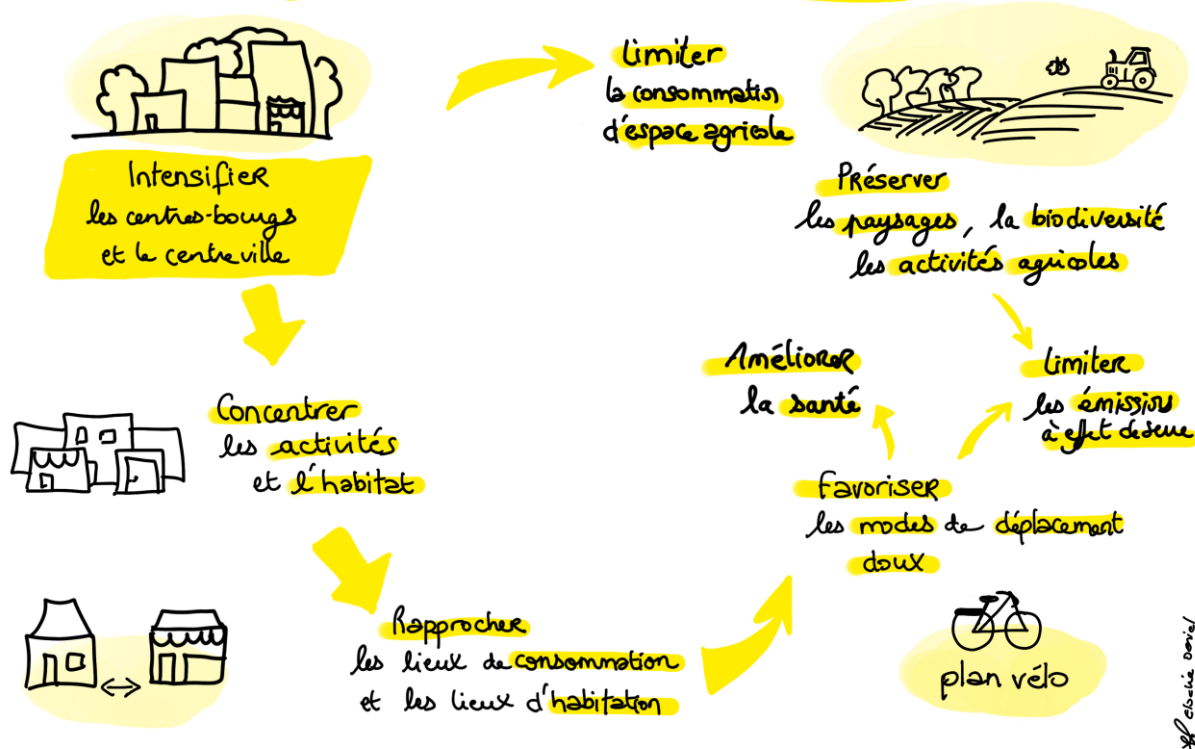 Intensifier
les centres-bourgs
et le centreville
Limiter
la consommation
d'espace agricole
Préserver
les paysages, la biodiversité
les activités agricoles
Concentrer
les activités
et l'habitat
Améliorer
la santé
Limiter
les émissions
à effet de serre
Favoriser
les modes de déplacement
doux
Rapprocher
les lieux de consommation
et les lieux d'habitation
plan vélo